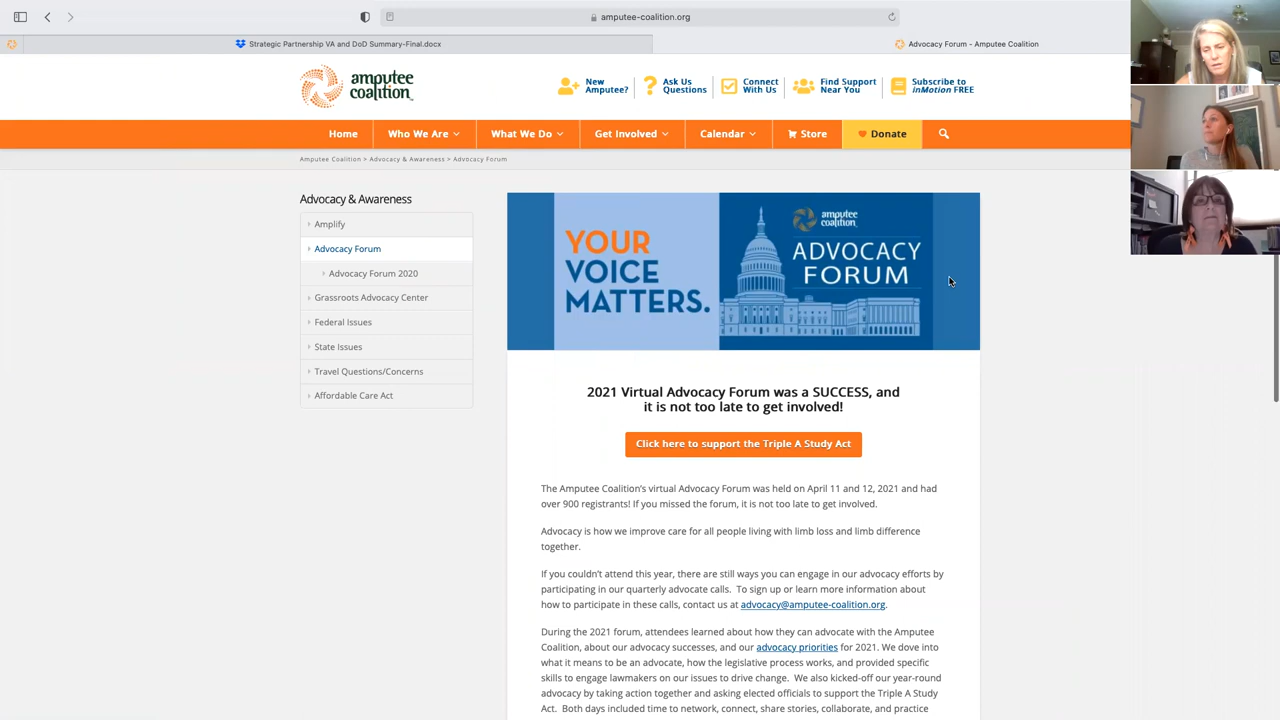 amputee-coalition.org
Strategic Partnership VA and DoD Summary-Final.docx
Advocacy Forum - Amputee Coalition
amputee
coalition
New
Amputee?
Ask Us
Questions
Connect
With Us
Find Support
Near You
Subscribe to
inMotion FREE
Home
Who We Are
What We Do
Get Involved
Calendar
Store
Donate
Amputee Coalition > Advocacy & Awareness > Advocacy Forum
Advocacy & Awareness
Amplify
Advocacy Forum
Advocacy Forum 2020
Grassroots Advocacy Center
Federal Issues
State Issues
Travel Questions/Concerns
Affordable Care Act
YOUR
VOICE
MATTERS.
amputee
coalition
ADVOCACY
FORUM
2021 Virtual Advocacy Forum was a SUCCESS, and
it is not too late to get involved!
Click here to support the Triple A Study Act
The Amputee Coalition's virtual Advocacy Forum was held on April 11 and 12, 2021 and had
over 900 registrants! If you missed the forum, it is not too late to get involved.
Advocacy is how we improve care for all people living with limb loss and limb difference
together.
If you couldn't attend this year, there are still ways you can engage in our advocacy efforts by
participating in our quarterly advocate calls. To sign up or learn more information about
how to participate in these calls, contact us at advocacy@amputee-coalition.org.
During the 2021 forum, attendees learned about how they can advocate with the Amputee
Coalition, about our advocacy successes, and our advocacy priorities for 2021. We dove into
what it means to be an advocate, how the legislative process works, and provided specific
skills to engage lawmakers on our issues to drive change. We also kicked-off our year-round
advocacy by taking action together and asking elected officials to support the Triple A Study
Act. Both days included time to network, connect, share stories, collaborate, and practice